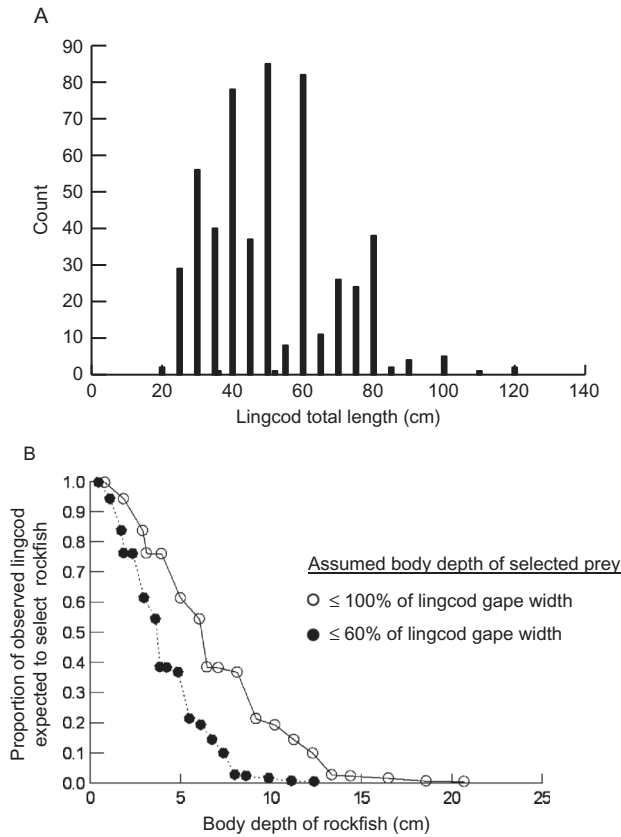 A
90
80
70
60
50
40
30
20
10
0
Count
0 20 40 60 80 100 120 140
Lingcod total length (cm)
B
1.0
0.9
0.8
0.7
0.6
0.5
0.4
0.3
0.2
0.1
0.0
Proportion of observed lingcod
expected to select rockfish
Assumed body depth of selected prey
≤ 100% of lingcod gape width
≤ 60% of lingcod gape width
0 5 10 15 20 25
Body depth of rockfish (cm)